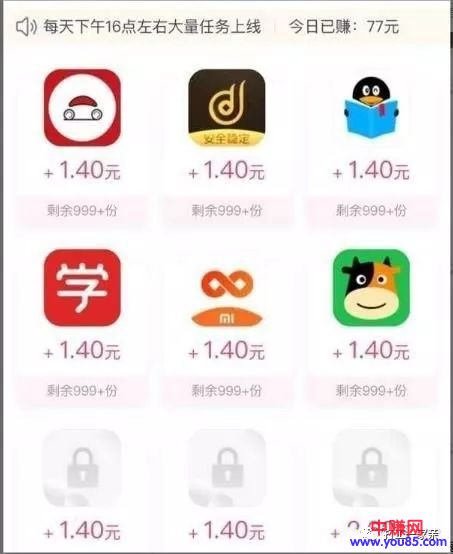 每天下午16点左右大量任务上线 今日已赚：77元
安全稳定
+1.40元 +1.40元 +1.40元
剩余999+份 剩余999+份 剩余999+份
学
MI
+1.40元 +1.40元 +1.40元
剩余999+份 剩余999+份 剩余999+份
+1.40元 +1.40元
中赚网
www.you85.com